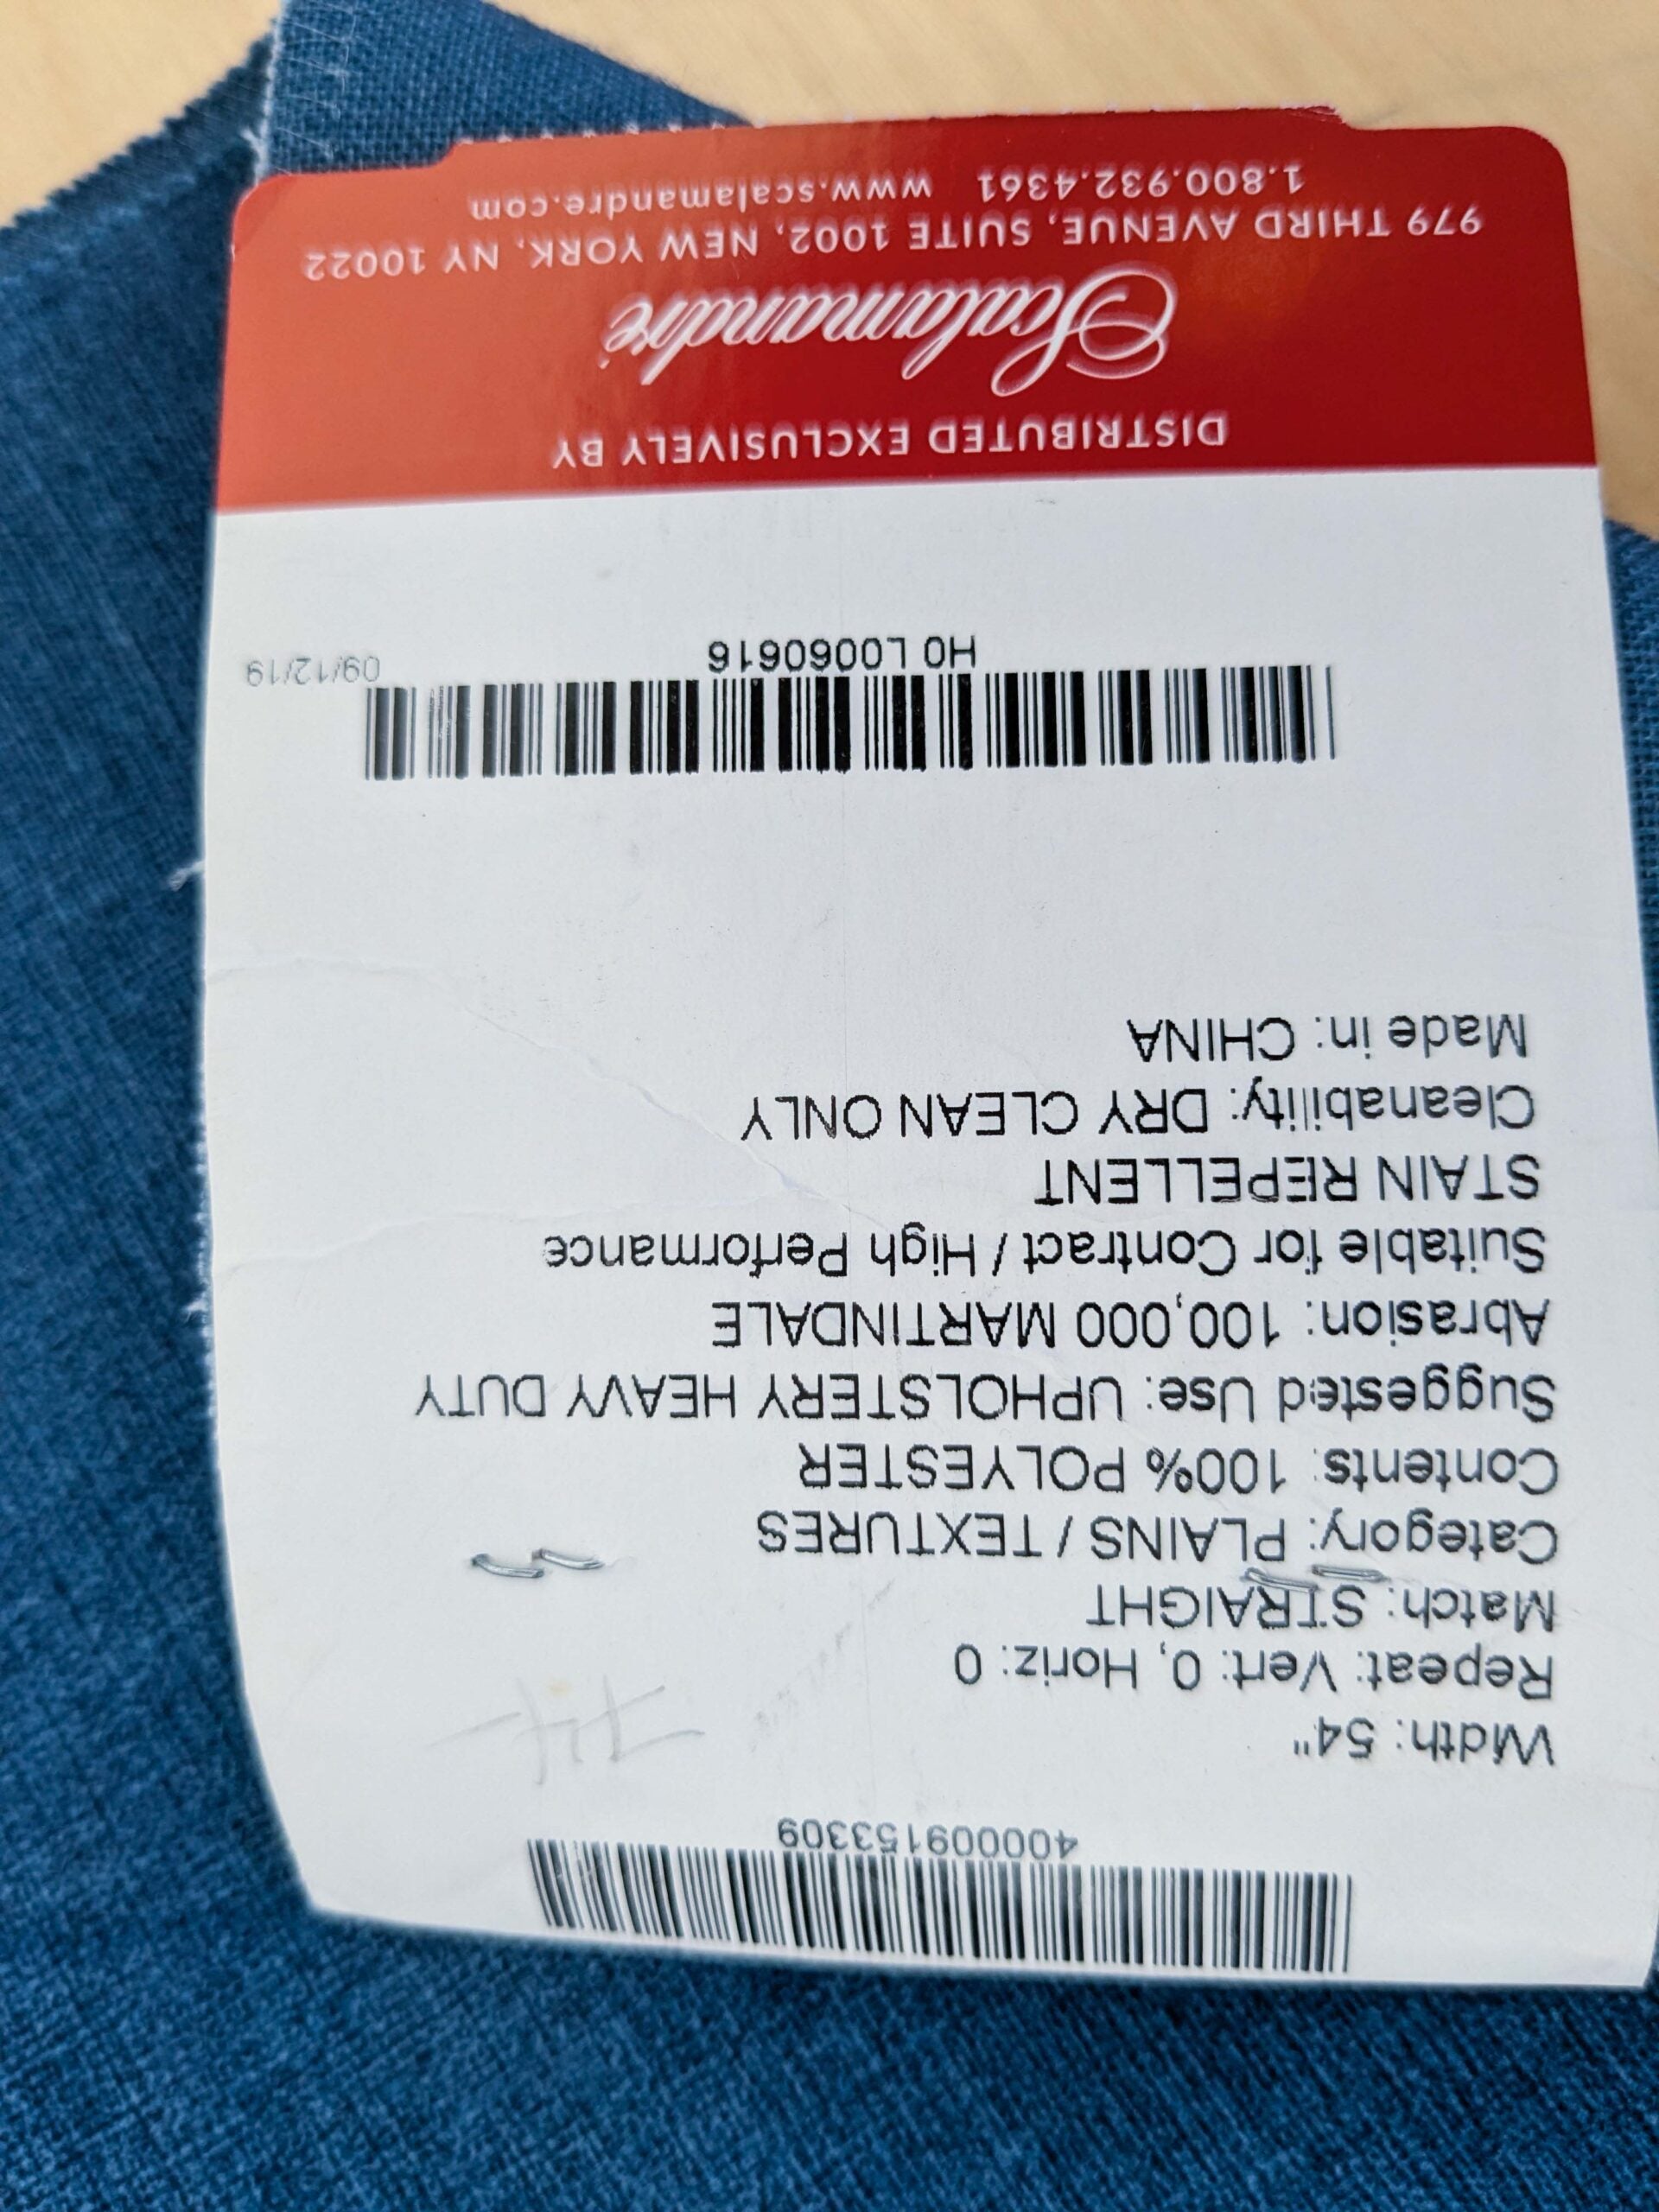 400009153309
Width: 54"
Repeat: Vert: 0, Horiz: 0
Match: STRAIGHT
Category: PLAINS / TEXTURES
Contents: 100% POLYESTER
Suggested Use: UPHOLSTERY HEAVY DUTY
Abrasion: 100,000 MARTINDALE
Suitable for Contract / High Performance
STAIN REPELLENT
Cleanability: DRY CLEAN ONLY
Made in: CHINA
H0 L0060616
09/12/19
DISTRIBUTED EXCLUSIVELY BY
Scalamandré
979 THIRD AVENUE, SUITE 1002, NEW YORK, NY 10022
1.800.932.4361 www.scalamandre.com